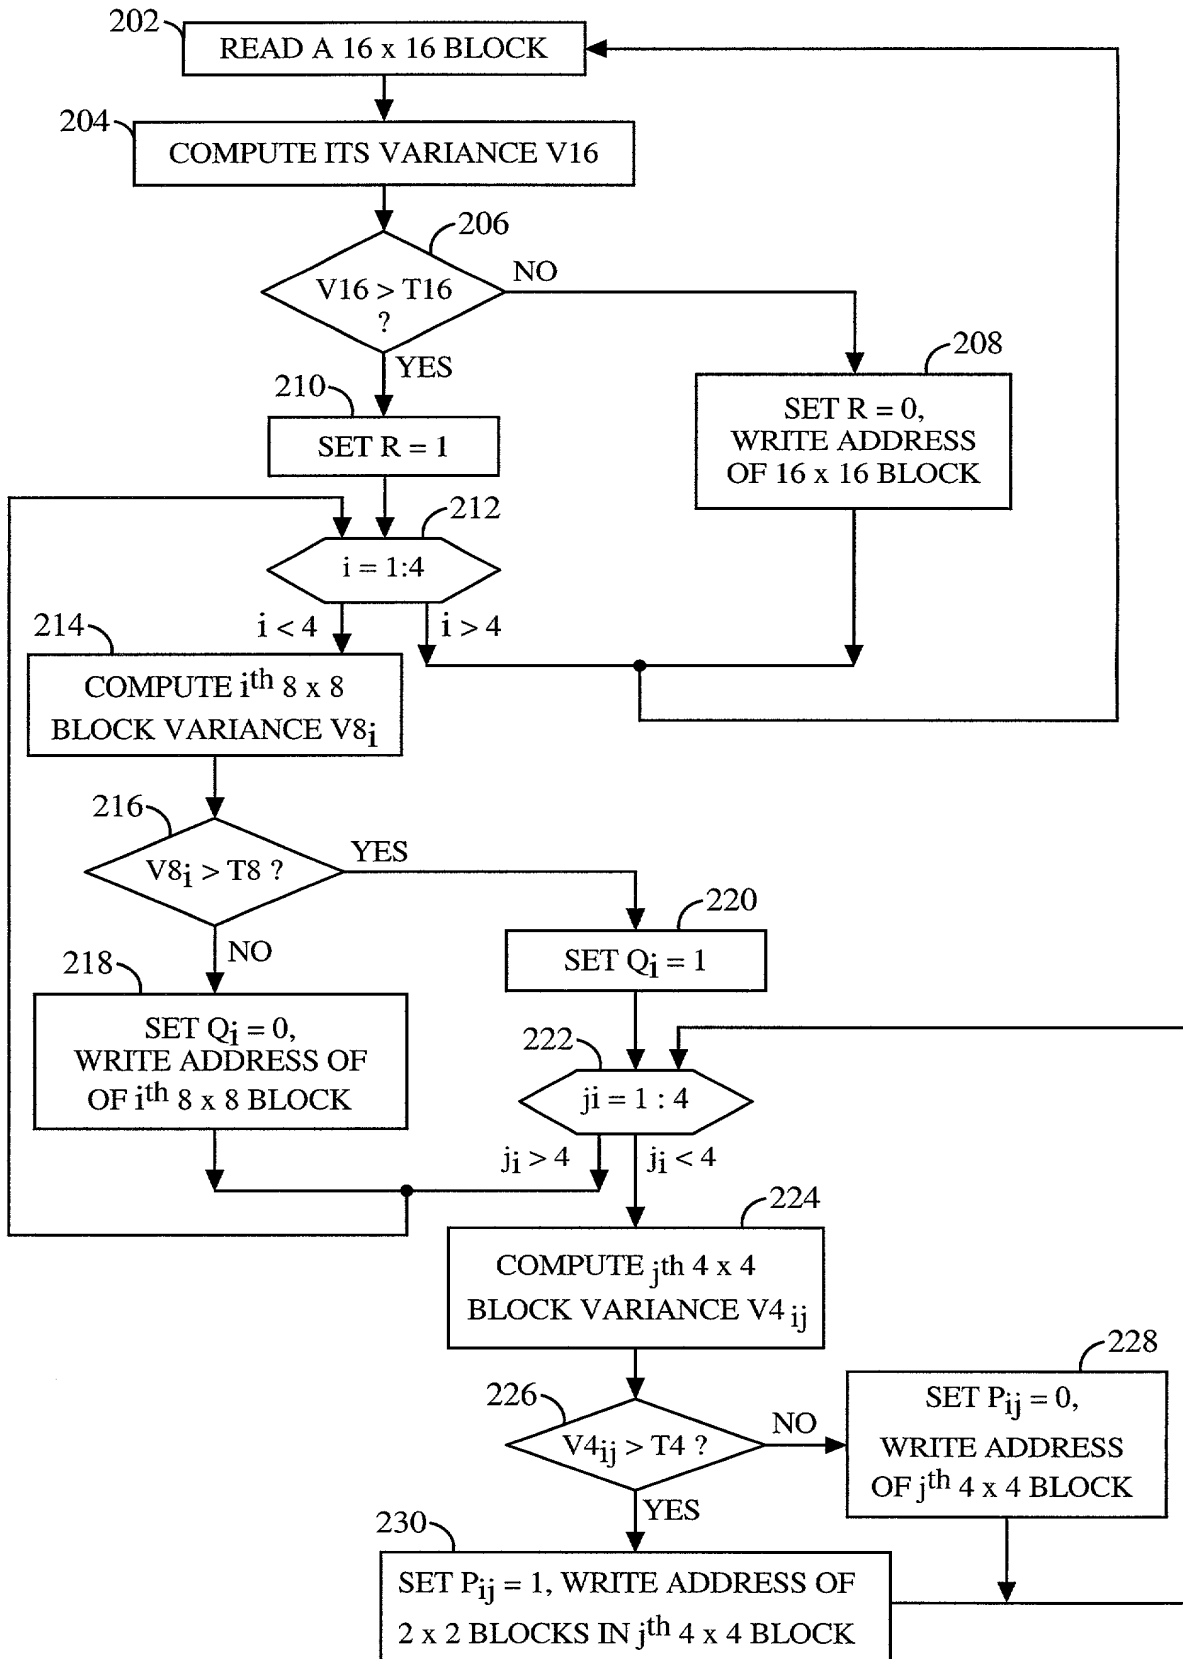 202
READ A 16 x 16 BLOCK
204
COMPUTE ITS VARIANCE V16
206
V16 > T16
?
NO
YES
208
SET R = 0,
WRITE ADDRESS
OF 16 x 16 BLOCK
210
SET R = 1
212
i = 1:4
i < 4
i > 4
214
COMPUTE ith 8 x 8
BLOCK VARIANCE V8i
216
V8i > T8 ?
YES
NO
218
SET Qi = 0,
WRITE ADDRESS OF
OF ith 8 x 8 BLOCK
220
SET Qi = 1
222
ji = 1 : 4
ji > 4
ji < 4
224
COMPUTE jth 4 x 4
BLOCK VARIANCE V4 ij
226
V4ij > T4 ?
NO
YES
228
SET Pij = 0,
WRITE ADDRESS
OF jth 4 x 4 BLOCK
230
SET Pij = 1, WRITE ADDRESS OF
2 x 2 BLOCKS IN jth 4 x 4 BLOCK